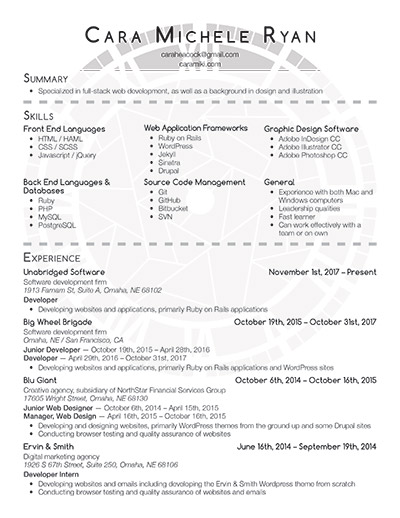 Cara Michele Ryan
caraheacock@gmail.com
caramiki.com
Summary
• Specialized in full-stack web development, as well as a background in design and illustration
Skills
Front End Languages
• HTML / HAML
• CSS / SCSS
• Javascript / jQuery
Web Application Frameworks
• Ruby on Rails
• WordPress
• Jekyll
• Sinatra
• Drupal
Graphic Design Software
• Adobe InDesign CC
• Adobe Illustrator CC
• Adobe Photoshop CC
Back End Languages &
Databases
• Ruby
• PHP
• MySQL
• PostgreSQL
Source Code Management
• Git
• GitHub
• Bitbucket
• SVN
General
• Experience with both Mac and
Windows computers
• Leadership qualities
• Fast learner
• Can work effectively with a
team or on own
Experience
Unabridged Software November 1st, 2017 – Present
Software development firm
1913 Farnam St, Suite A, Omaha, NE 68102
Developer
• Developing websites and applications, primarily Ruby on Rails applications
Big Wheel Brigade October 19th, 2015 – October 31st, 2017
Software development firm
Omaha, NE / San Francisco, CA
Junior Developer — October 19th, 2015 – April 28th, 2016
Developer — April 29th, 2016 – October 31st, 2017
• Developing websites and applications, primarily Ruby on Rails applications and WordPress sites
Blu Giant October 6th, 2014 – October 16th, 2015
Creative agency, subsidiary of NorthStar Financial Services Group
17605 Wright Street, Omaha, NE 68130
Junior Web Designer — October 6th, 2014 – April 15th, 2015
Manager, Web Design — April 16th, 2015 – October 16th, 2015
• Developing and designing websites, primarily WordPress themes from the ground up and some Drupal sites
• Conducting browser testing and quality assurance of websites
Ervin & Smith June 16th, 2014 – September 19th, 2014
Digital marketing agency
1926 S 67th Street, Suite 250, Omaha, NE 68106
Developer Intern
• Developing websites and emails including developing the Ervin & Smith Wordpress theme from scratch
• Conducting browser testing and quality assurance of websites and emails